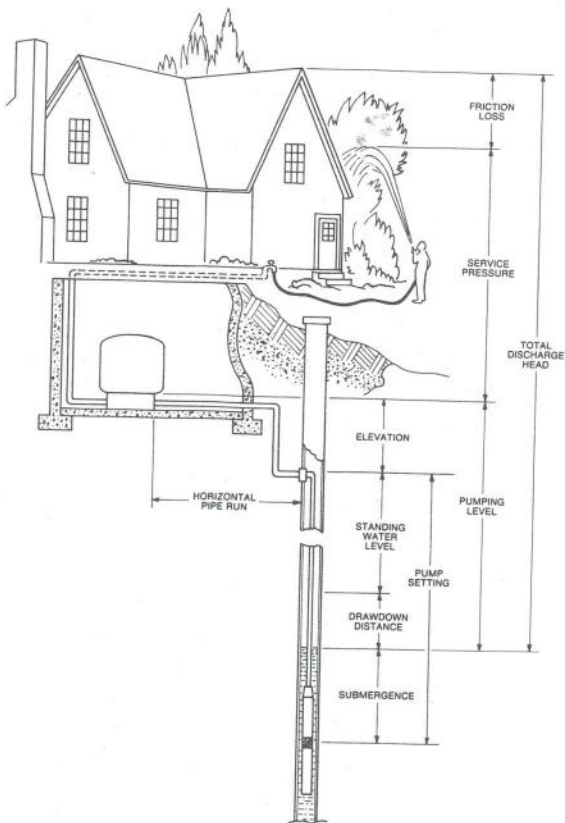 FRICTION
LOSS
SERVICE
PRESSURE
TOTAL
DISCHARGE
HEAD
ELEVATION
HORIZONTAL
PIPE RUN
PUMPING
LEVEL
STANDING
WATER
LEVEL
PUMP
SETTING
DRAWDOWN
DISTANCE
SUBMERGENCE